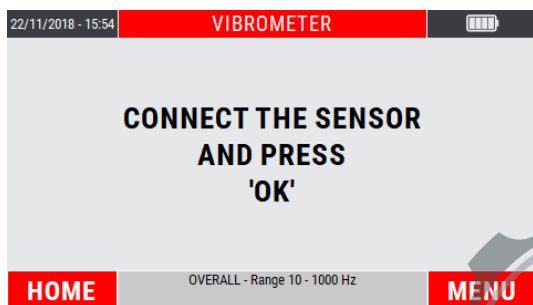 22/11/2018 - 15:54
VIBROMETER
CONNECT THE SENSOR
AND PRESS
'OK'
HOME
OVERALL - Range 10 - 1000 Hz
MENU